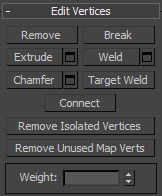 - Edit Vertices
Remove Break
Extrude Weld
Chamfer Target Weld
Connect
Remove Isolated Vertices
Remove Unused Map Verts
Weight: